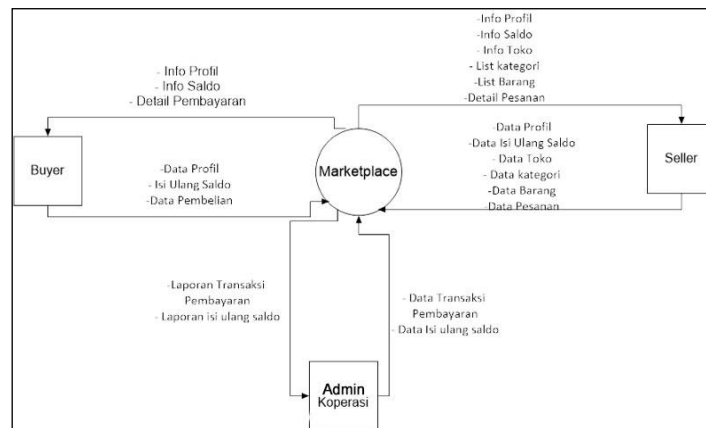 - Info Profil
- Info Saldo
- Detail Pembayaran
-Info Profil
-Info Saldo
- Info Toko
- List kategori
-List Barang
-Detail Pesanan
Buyer
Marketplace
Seller
-Data Profil
- Isi Ulang Saldo
-Data Pembelian
-Data Profil
-Data Isi Ulang Saldo
- Data Toko
- Data kategori
-Data Barang
-Data Pesanan
-Laporan Transaksi
Pembayaran
- Laporan isi ulang saldo
- Data Transaksi
Pembayaran
- Data Isi ulang saldo
Admin
Koperasi